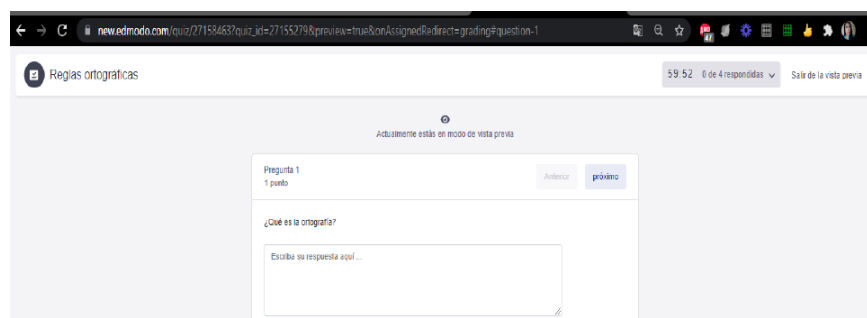 new.edmodo.com/quiz/27158463?quiz_id=27155279&preview=true&onAssignedRedirect=grading#question-1
47
Reglas ortográficas
59:52 0 de 4 respondidas
Salir de la vista previa
Actualmente estás en modo de vista previa
Pregunta 1
1 punto
Anterior
próximo
¿Qué es la ortografía?
Escriba su respuesta aquí ...